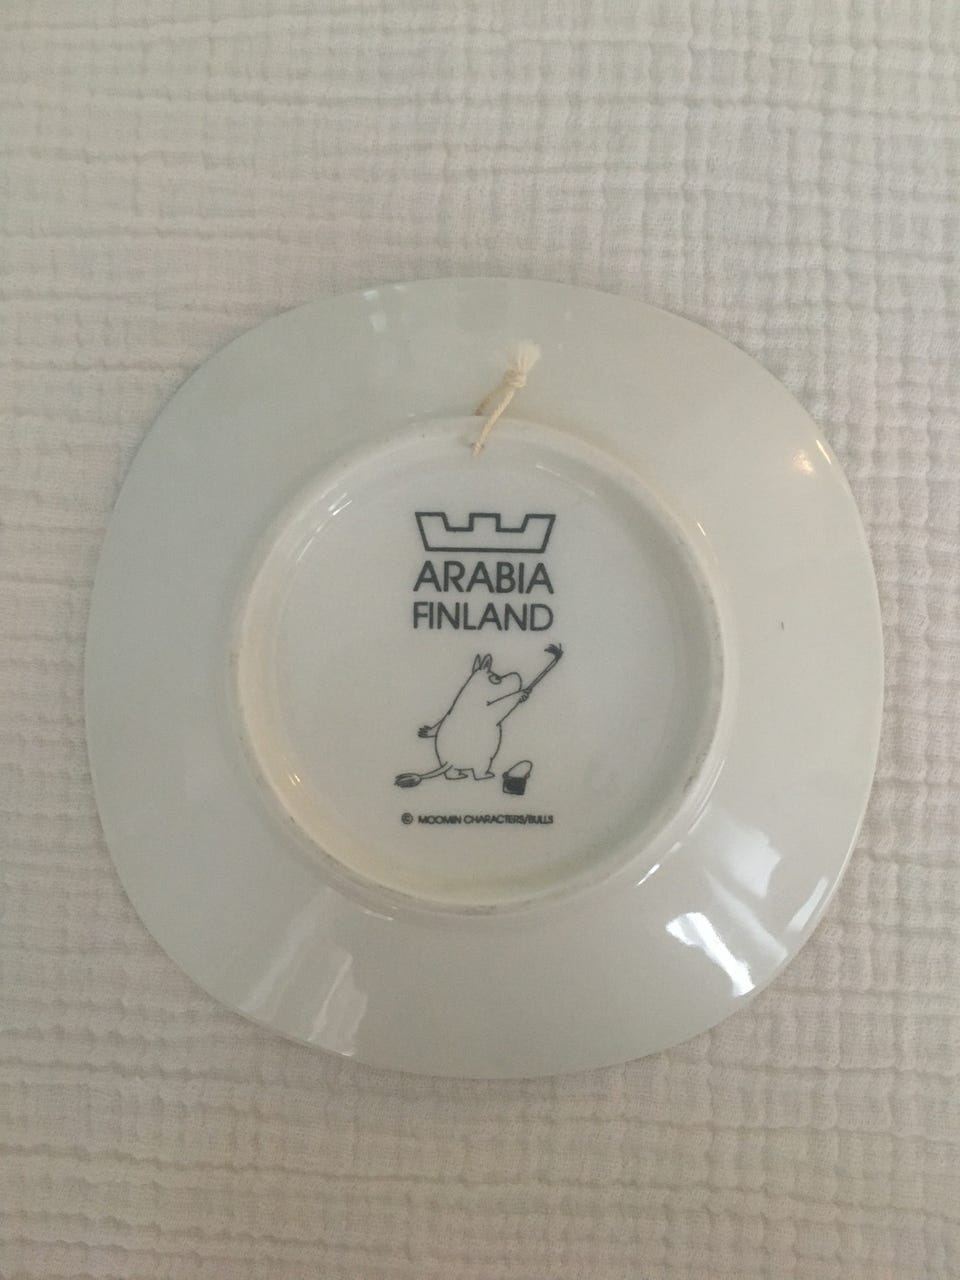 ARABIA
FINLAND
© MOOMIN CHARACTERS/BULLS